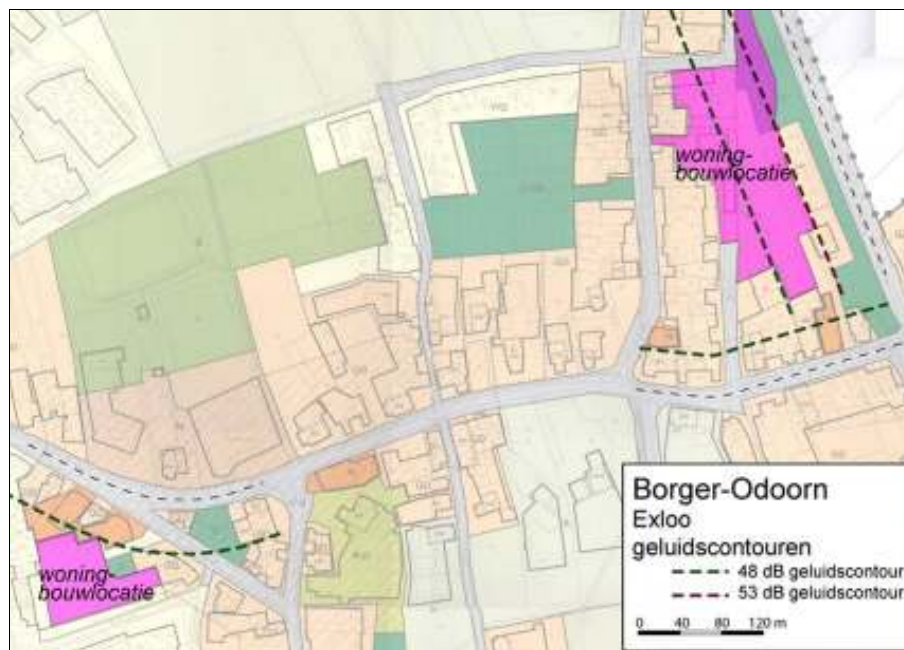 woning-
bouwlocatie
woning-
bouwlocatie
Borger-Odoorn
Exloo
geluidscontouren
48 dB geluidscontour
53 dB geluidscontour
0 40 80 120 m